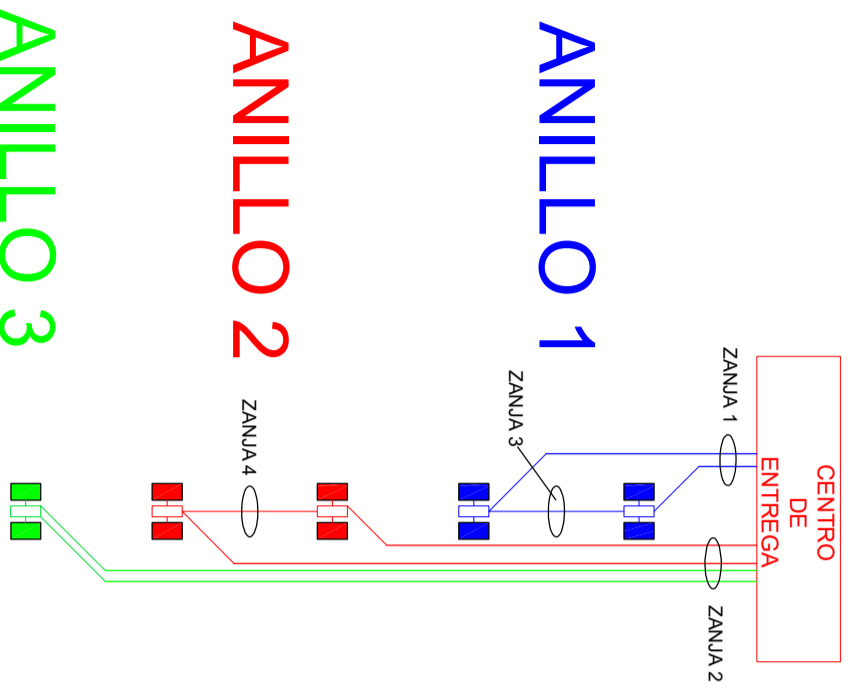 ANILLO 1
ANILLO 2
ANILLO 3
CENTRO
DE
ENTREGA
ZANJA 1
ZANJA 2
ZANJA 3
ZANJA 4